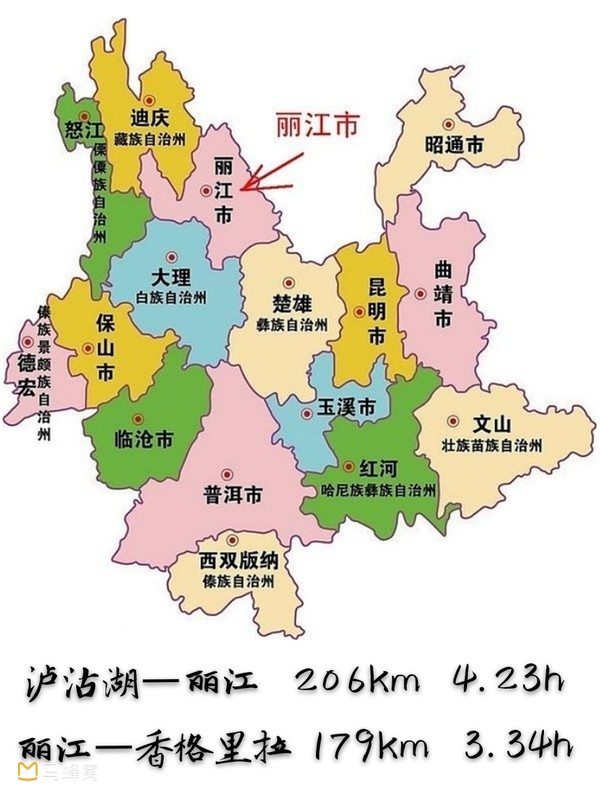 丽江市
迪庆
藏族自治州
怒江
傈僳族自治州
丽江市
昭通市
大理
白族自治州
楚雄
彝族自治州
昆明市
曲靖市
保山市
德宏
傣族景颇族自治州
临沧市
玉溪市
文山
壮族苗族自治州
红河
哈尼族彝族自治州
普洱市
西双版纳
傣族自治州
泸沽湖—丽江 206km 4.23h
丽江—香格里拉 179km 3.34h
马蜂窝